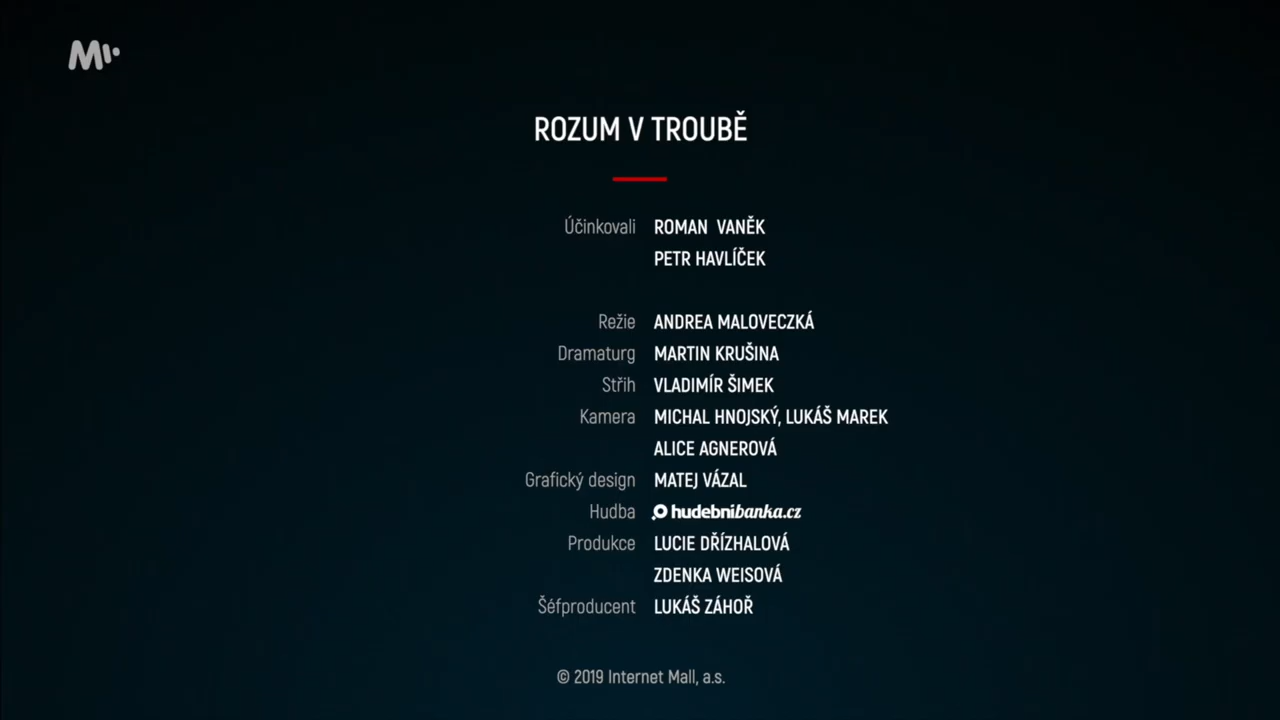 M
ROZUM V TROUBĚ
Účinkovali ROMAN VANĚK
PETR HAVLÍČEK
Režie ANDREA MALOVECZKÁ
Dramaturg MARTIN KRUŠINA
Střih VLADIMÍR ŠIMEK
Kamera MICHAL HNOJSKÝ, LUKÁŠ MAREK
ALICE AGNEROVÁ
Grafický design MATEJ VÁZAL
Hudba hudebnibanka.cz
Produkce LUCIE DŘÍZHALOVÁ
ZDENKA WEISOVÁ
Šéfproducent LUKÁŠ ZÁHOŘ
© 2019 Internet Mall, a.s.